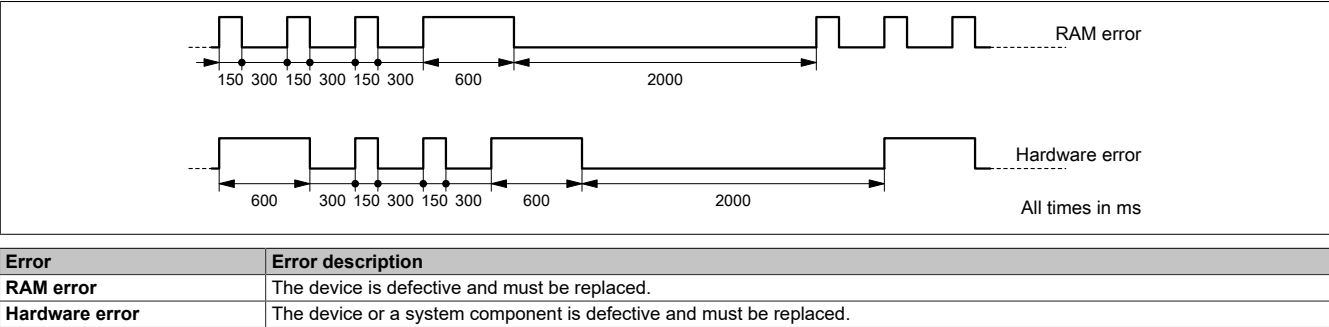 RAM error
150 300 150 300 150 300 600 2000
Hardware error
600 300 150 300 150 300 600 2000
All times in ms
Error Error description
RAM error The device is defective and must be replaced.
Hardware error The device or a system component is defective and must be replaced.